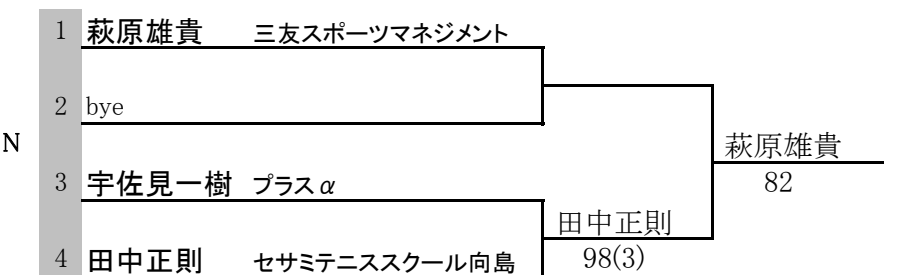 1 萩原雄貴 三友スポーツマネジメント
2 bye
N
萩原雄貴
3 宇佐見一樹 プラスα
82
田中正則
4 田中正則 セサミテニススクール向島
98(3)